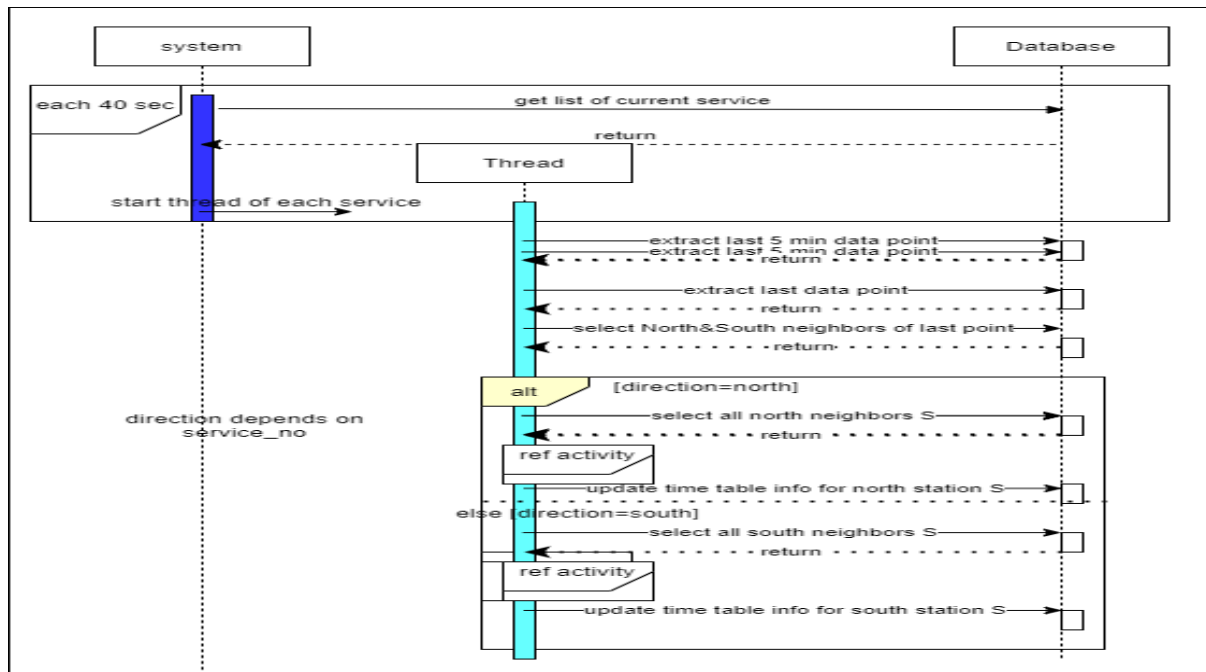 system
Database
each 40 sec
get list of current service
return
Thread
start thread of each service
extract last 5 min data point
extract last 5 min data point
return
extract last data point
return
select North&South neighbors of last point
return
alt
[direction=north]
select all north neighbors S
direction depends on
service_no
return
ref activity
update time table info for north station S
else [direction=south]
select all south neighbors S
return
ref activity
update time table info for south station S